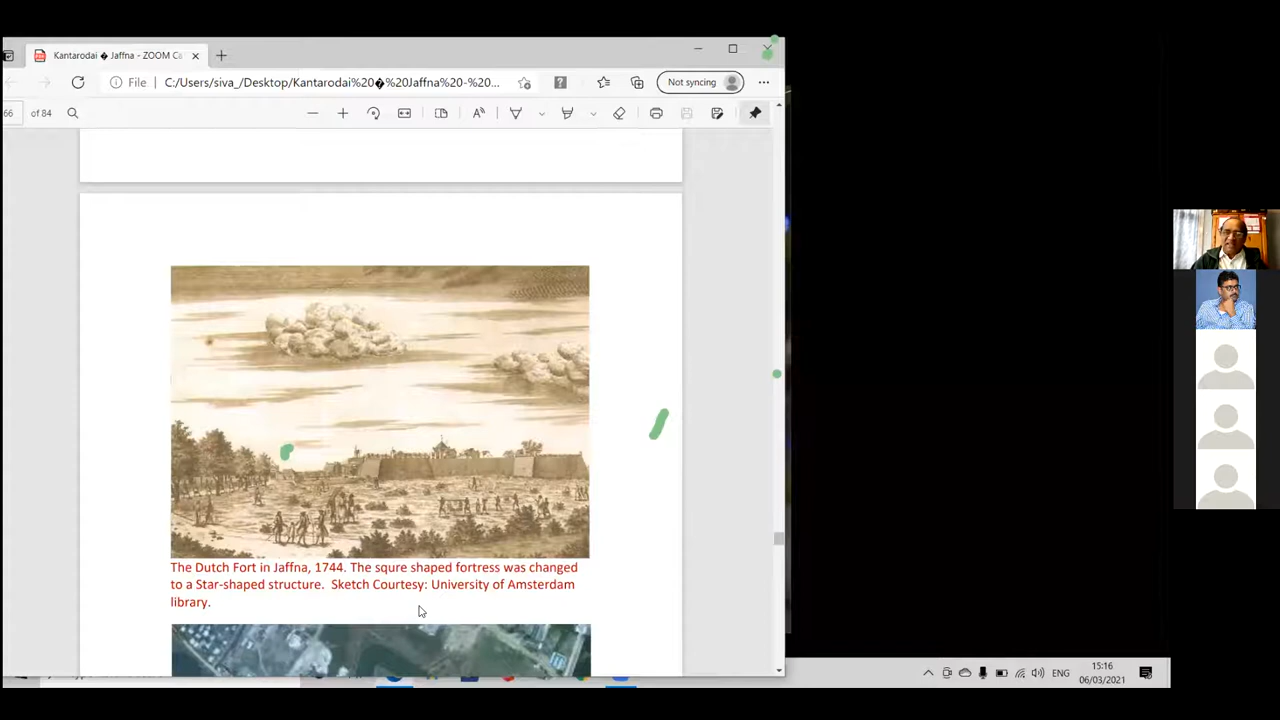 Kantarodai � Jaffna - ZOOM Ca
File
C:/Users/siva_/Desktop/Kantarodai%20�%20Jaffna%20-%20...
Not syncing
66 of 84
The Dutch Fort in Jaffna, 1744. The squre shaped fortress was changed
to a Star-shaped structure. Sketch Courtesy: University of Amsterdam
library.
ENG
15:16
06/03/2021